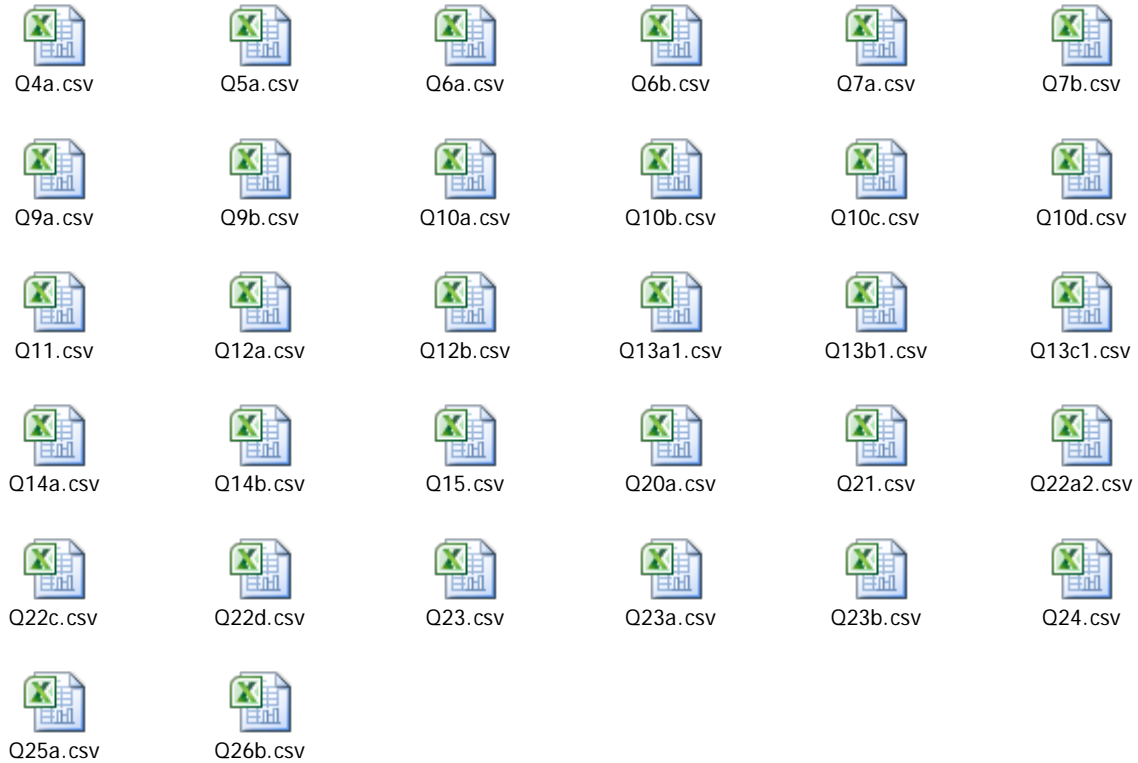 Q4a.csv Q5a.csv Q6a.csv Q6b.csv Q7a.csv Q7b.csv
Q9a.csv Q9b.csv Q10a.csv Q10b.csv Q10c.csv Q10d.csv
Q11.csv Q12a.csv Q12b.csv Q13a1.csv Q13b1.csv Q13c1.csv
Q14a.csv Q14b.csv Q15.csv Q20a.csv Q21.csv Q22a2.csv
Q22c.csv Q22d.csv Q23.csv Q23a.csv Q23b.csv Q24.csv
Q25a.csv Q26b.csv